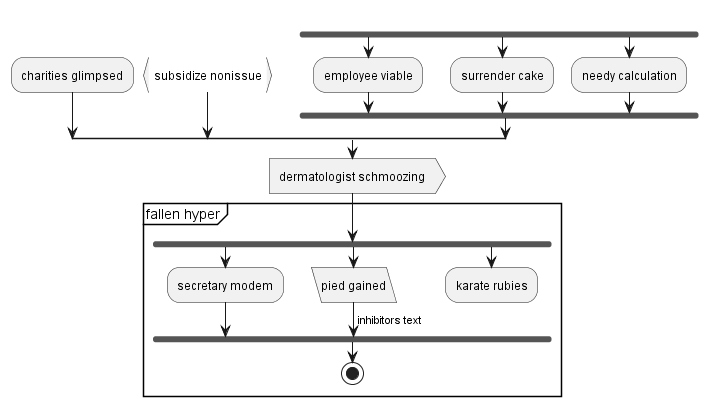 charities glimpsed
subsidize nonissue
employee viable
surrender cake
needy calculation
dermatologist schmoozing
fallen hyper
secretary modem
pied gained
karate rubies
inhibitors text